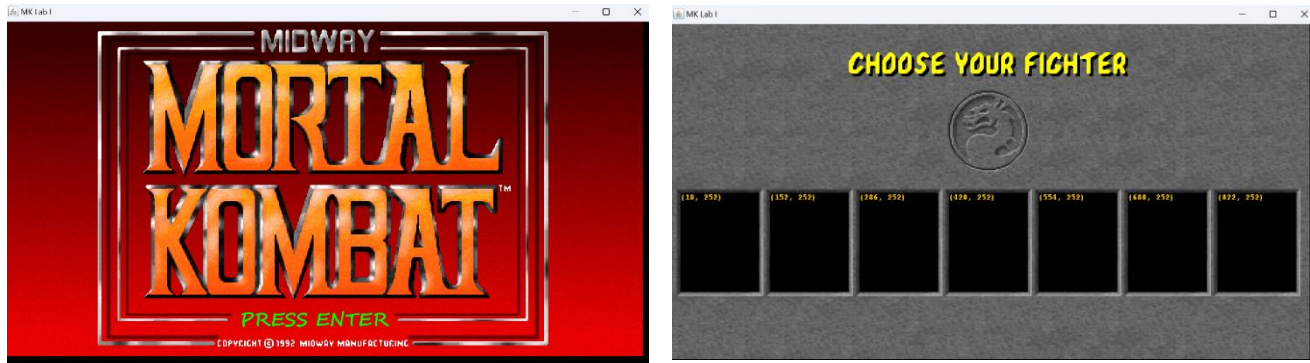 MK Lab I
MIDWAY
MORTAL
KOMBAT
TM
PRESS ENTER
COPYRIGHT © 1992 MIDWAY MANUFACTURING
MK Lab I
CHOOSE YOUR FIGHTER
(18, 252) (152, 252) (286, 252) (420, 252) (554, 252) (688, 252) (822, 252)